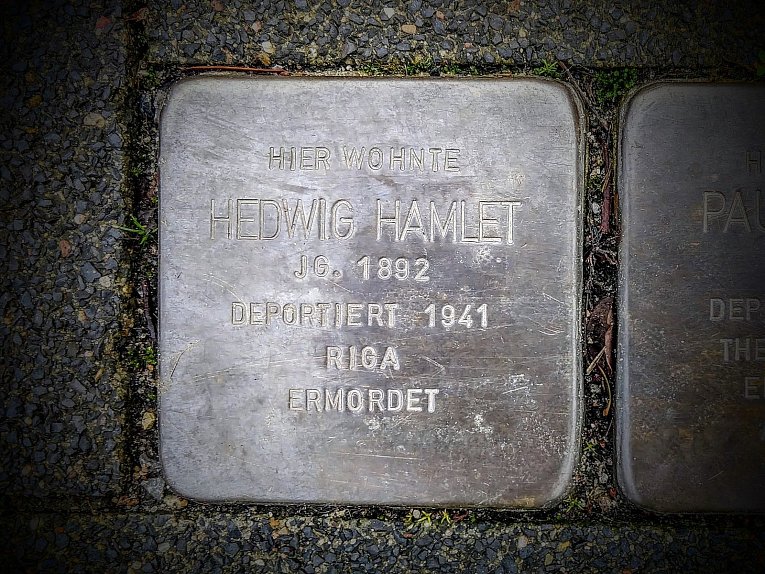 HIER WOHNTE
HEDWIG HAMLET
JG. 1892
DEPORTIERT 1941
RIGA
ERMORDET